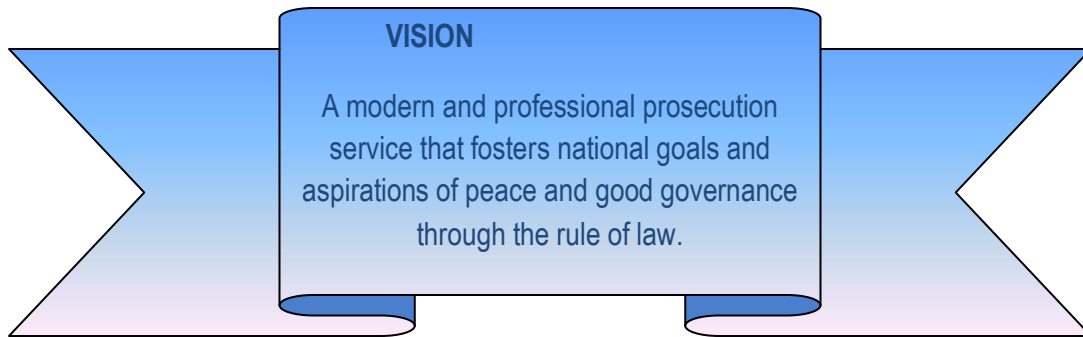 VISION
A modern and professional prosecution
service that fosters national goals and
aspirations of peace and good governance
through the rule of law.